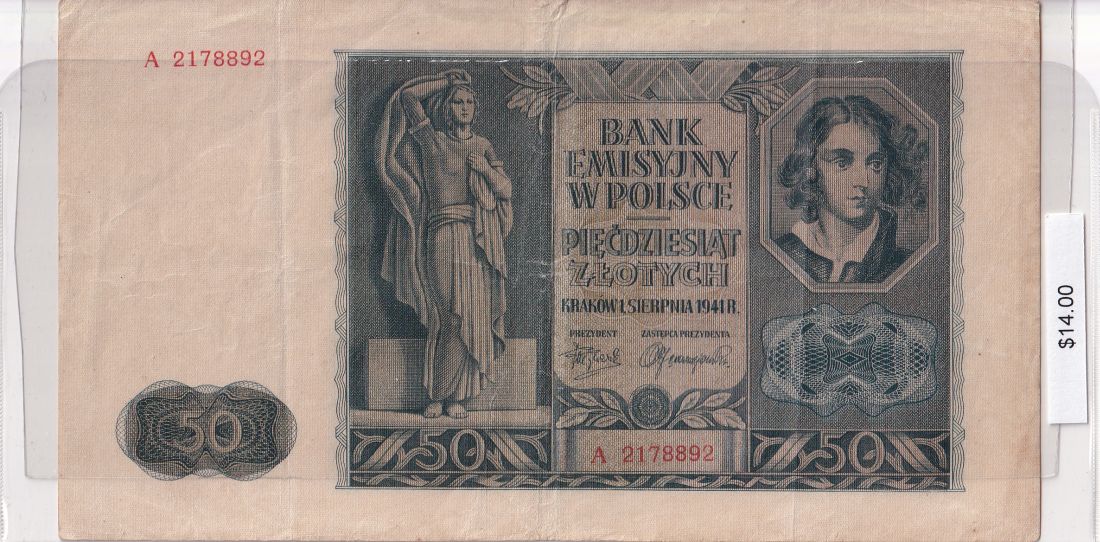 A 2178892
BANK
EMISYJNY
W POLSCE
PIĘĆDZIESIĄT
ZŁOTYCH
KRAKÓW 1, SIERPNIA 1941 R.
PREZYDENT ZASTĘPCA PREZYDENTA
50
50
A 2178892
50
$14.00